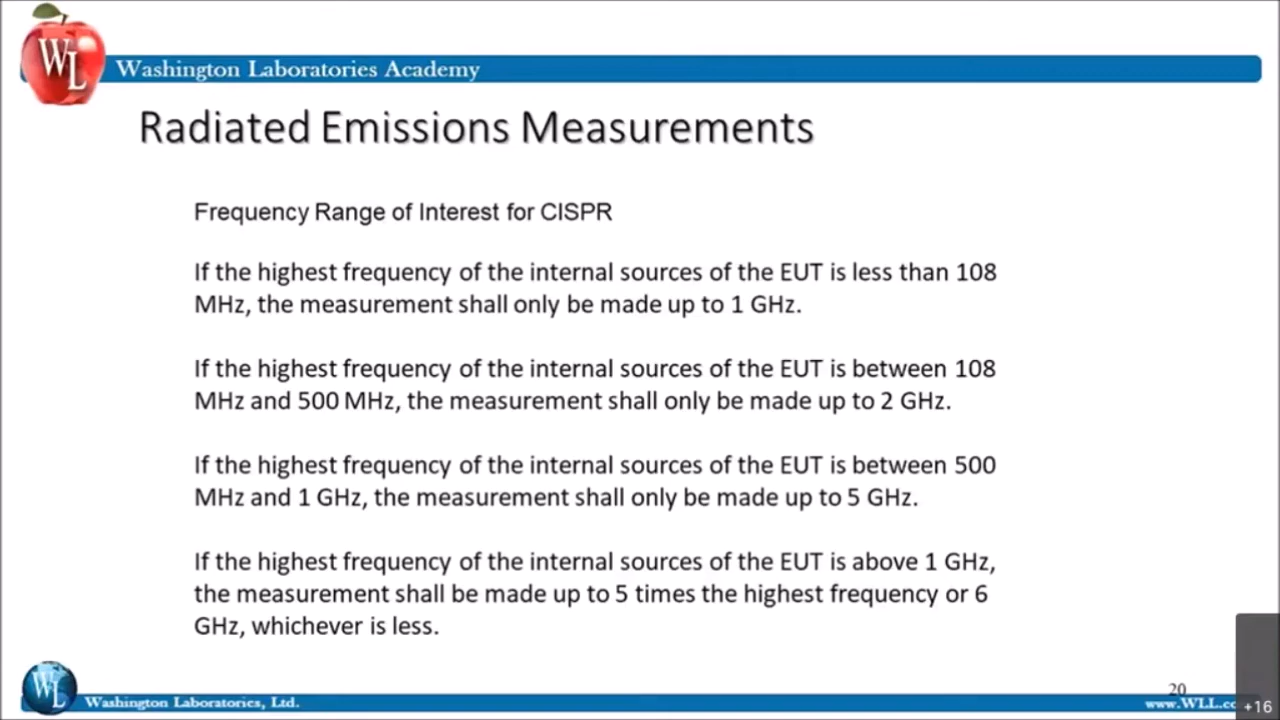 WL
Washington Laboratories Academy
Radiated Emissions Measurements
Frequency Range of Interest for CISPR
If the highest frequency of the internal sources of the EUT is less than 108
MHz, the measurement shall only be made up to 1 GHz.
If the highest frequency of the internal sources of the EUT is between 108
MHz and 500 MHz, the measurement shall only be made up to 2 GHz.
If the highest frequency of the internal sources of the EUT is between 500
MHz and 1 GHz, the measurement shall only be made up to 5 GHz.
If the highest frequency of the internal sources of the EUT is above 1 GHz,
the measurement shall be made up to 5 times the highest frequency or 6
GHz, whichever is less.
20
WL
Washington Laboratories, Ltd.
www.WLL.co
+16